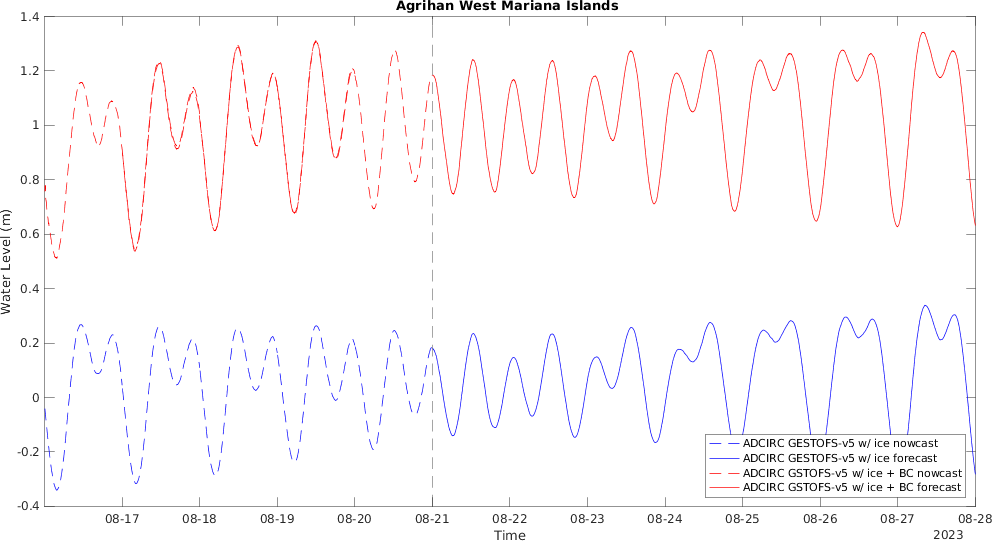 Agrihan West Mariana Islands
1.4
1.2
1
0.8
0.6
0.4
0.2
0
-0.2
-0.4
Water Level (m)
ADCIRC GESTOFS-v5 w/ ice nowcast
ADCIRC GESTOFS-v5 w/ ice forecast
ADCIRC GSTOFS-v5 w/ ice + BC nowcast
ADCIRC GSTOFS-v5 w/ ice + BC forecast
08-17 08-18 08-19 08-20 08-21 08-22 08-23 08-24 08-25 08-26 08-27 08-28
Time
2023